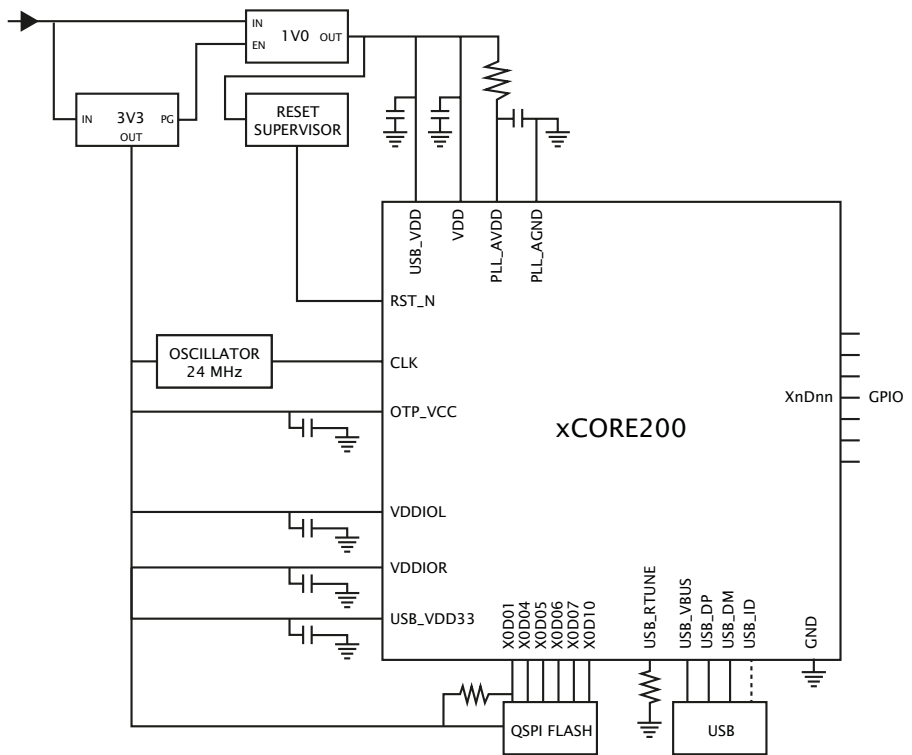 IN
EN
1V0
OUT
IN
3V3
PG
OUT
RESET
SUPERVISOR
USB_VDD
VDD
PLL_AVDD
PLL_AGND
RST_N
OSCILLATOR
24 MHz
CLK
OTP_VCC
xCORE200
XnDnn
GPIO
VDDIOL
VDDIOR
USB_VDD33
X0D01
X0D04
X0D05
X0D06
X0D07
X0D10
USB_RTUNE
USB_VBUS
USB_DP
USB_DM
USB_ID
GND
QSPI FLASH
USB